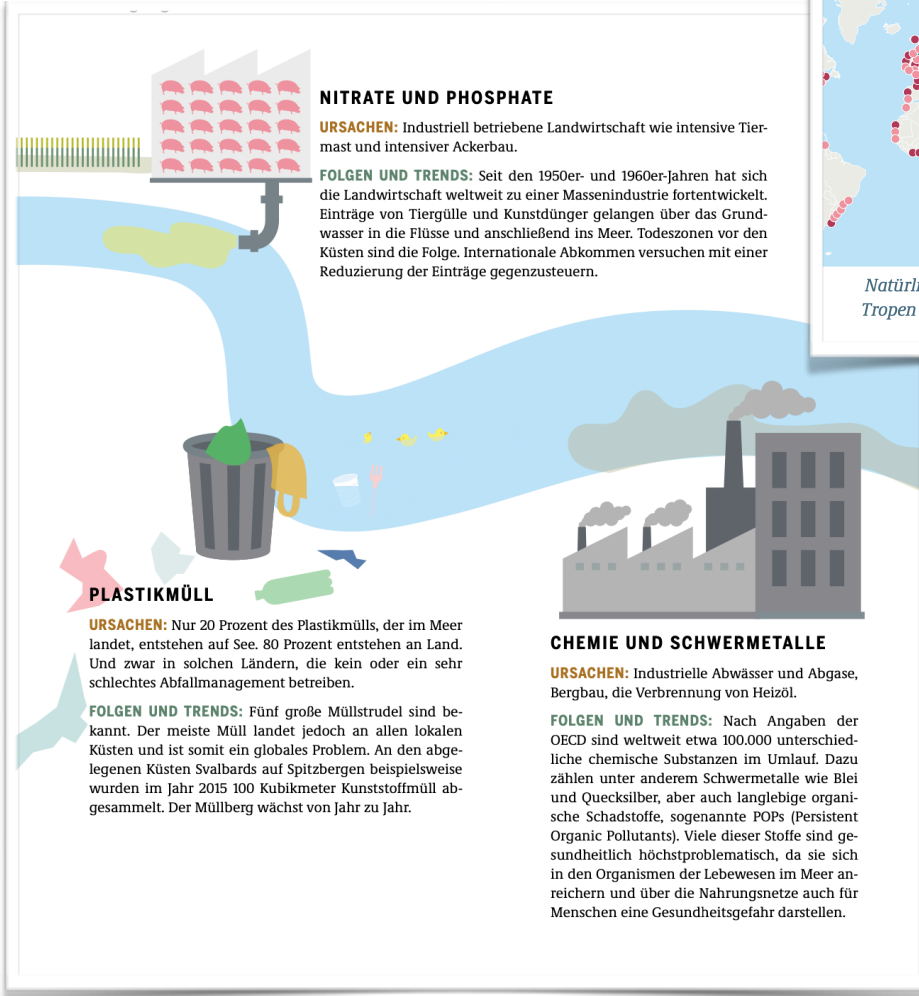 NITRATE UND PHOSPHATE
URSACHEN: Industriell betriebene Landwirtschaft wie intensive Tier-
mast und intensiver Ackerbau.
FOLGEN UND TRENDS: Seit den 1950er- und 1960er-Jahren hat sich
die Landwirtschaft weltweit zu einer Massenindustrie fortentwickelt.
Einträge von Tiergülle und Kunstdünger gelangen über das Grund-
wasser in die Flüsse und anschließend ins Meer. Todeszonen vor den
Küsten sind die Folge. Internationale Abkommen versuchen mit einer
Reduzierung der Einträge gegenzusteuern.
Natürli
Tropen
PLASTIKMÜLL
URSACHEN: Nur 20 Prozent des Plastikmülls, der im Meer
landet, entstehen auf See. 80 Prozent entstehen an Land.
Und zwar in solchen Ländern, die kein oder ein sehr
schlechtes Abfallmanagement betreiben.
FOLGEN UND TRENDS: Fünf große Müllstrudel sind be-
kannt. Der meiste Müll landet jedoch an allen lokalen
Küsten und ist somit ein globales Problem. An den abge-
legenen Küsten Svalbards auf Spitzbergen beispielsweise
wurden im Jahr 2015 100 Kubikmeter Kunststoffmüll ab-
gesammelt. Der Müllberg wächst von Jahr zu Jahr.
CHEMIE UND SCHWERMETALLE
URSACHEN: Industrielle Abwässer und Abgase,
Bergbau, die Verbrennung von Heizöl.
FOLGEN UND TRENDS: Nach Angaben der
OECD sind weltweit etwa 100.000 unterschied-
liche chemische Substanzen im Umlauf. Dazu
zählen unter anderem Schwermetalle wie Blei
und Quecksilber, aber auch langlebige organi-
sche Schadstoffe, sogenannte POPs (Persistent
Organic Pollutants). Viele dieser Stoffe sind ge-
sundheitlich höchstproblematisch, da sie sich
in den Organismen der Lebewesen im Meer an-
reichern und über die Nahrungsnetze auch für
Menschen eine Gesundheitsgefahr darstellen.